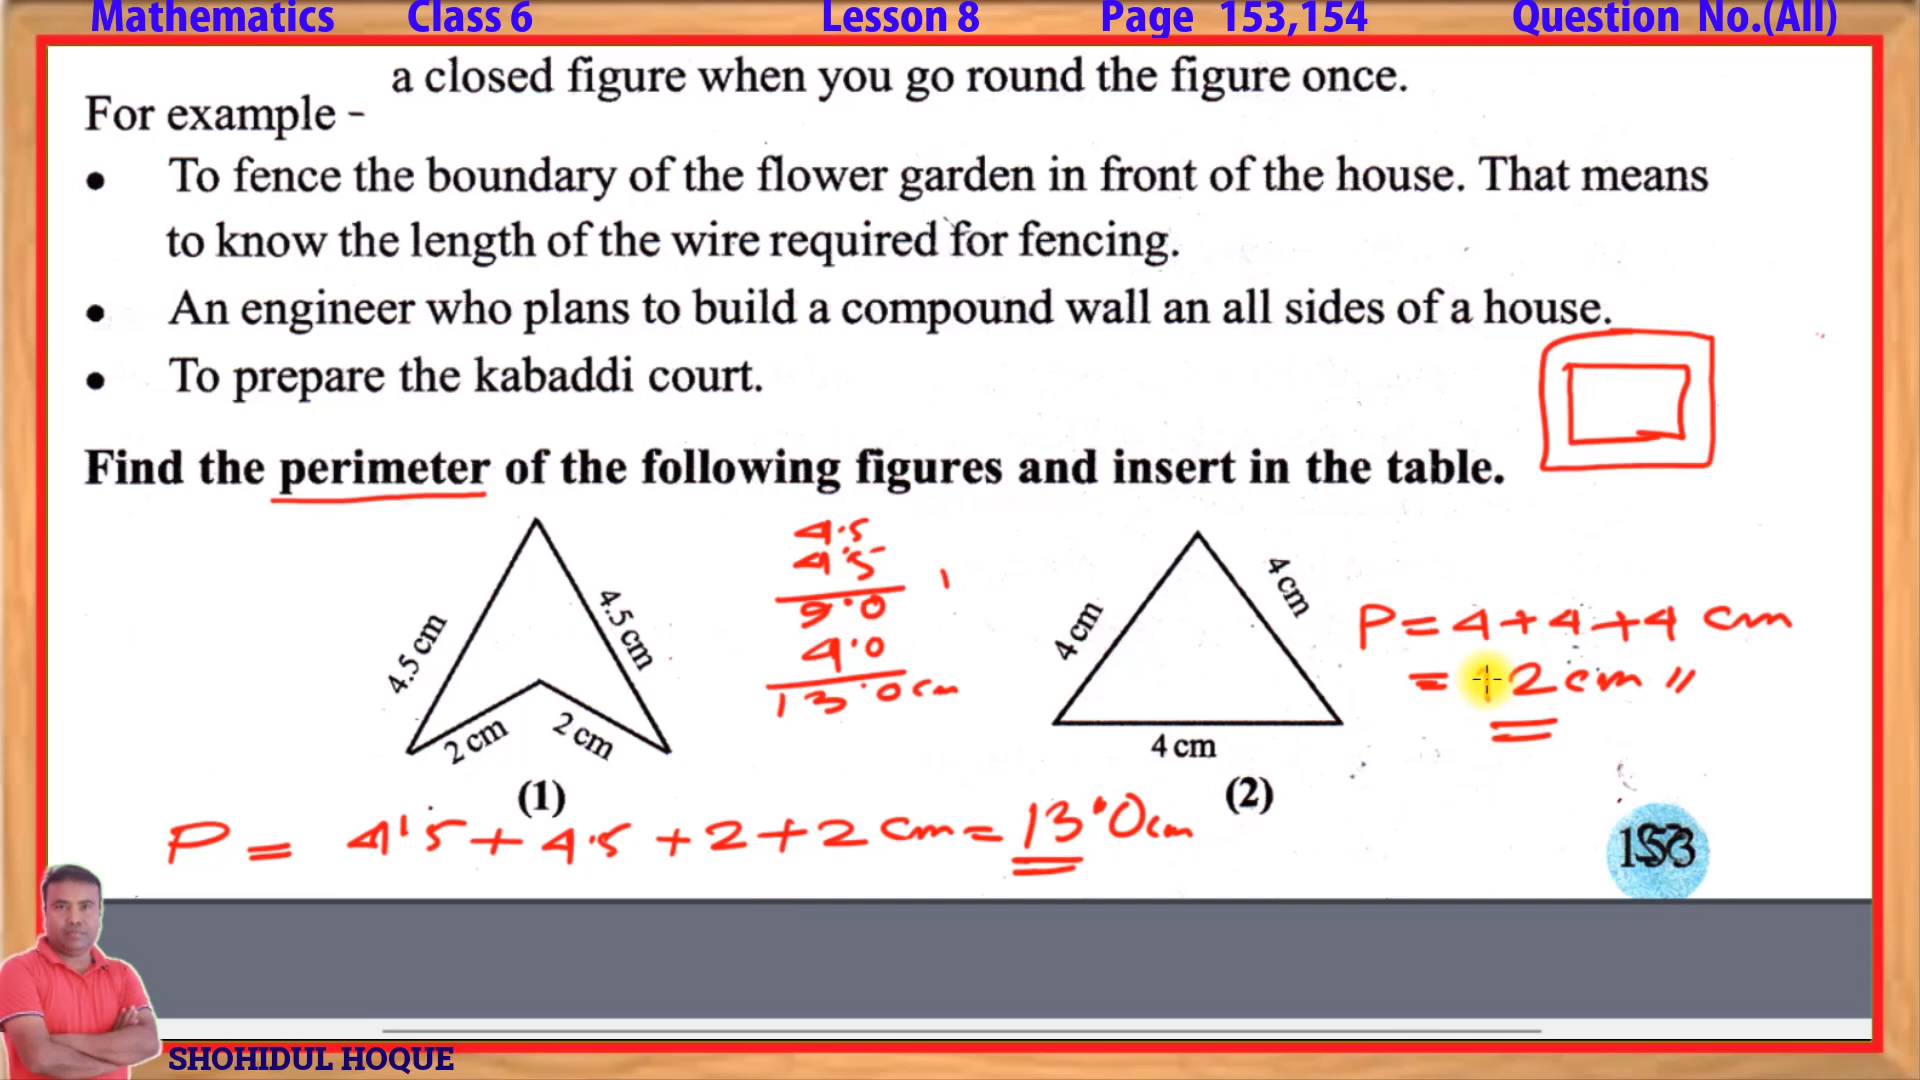 Mathematics Class 6 Lesson 8 Page 153,154 Question No.(All)
a closed figure when you go round the figure once.
For example -
• To fence the boundary of the flower garden in front of the house. That means
to know the length of the wire required for fencing.
• An engineer who plans to build a compound wall an all sides of a house.
• To prepare the kabaddi court.
Find the perimeter of the following figures and insert in the table.
4.5 cm
4.5 cm
2 cm
2 cm
(1)
4.5
4.5
9.0
4.0
13.0 cm
4 cm
4 cm
4 cm
(2)
P = 4 + 4 + 4 cm
= 12 cm "
P = 4.5 + 4.5 + 2 + 2 cm = 13.0 cm
SHOHIDUL HOQUE